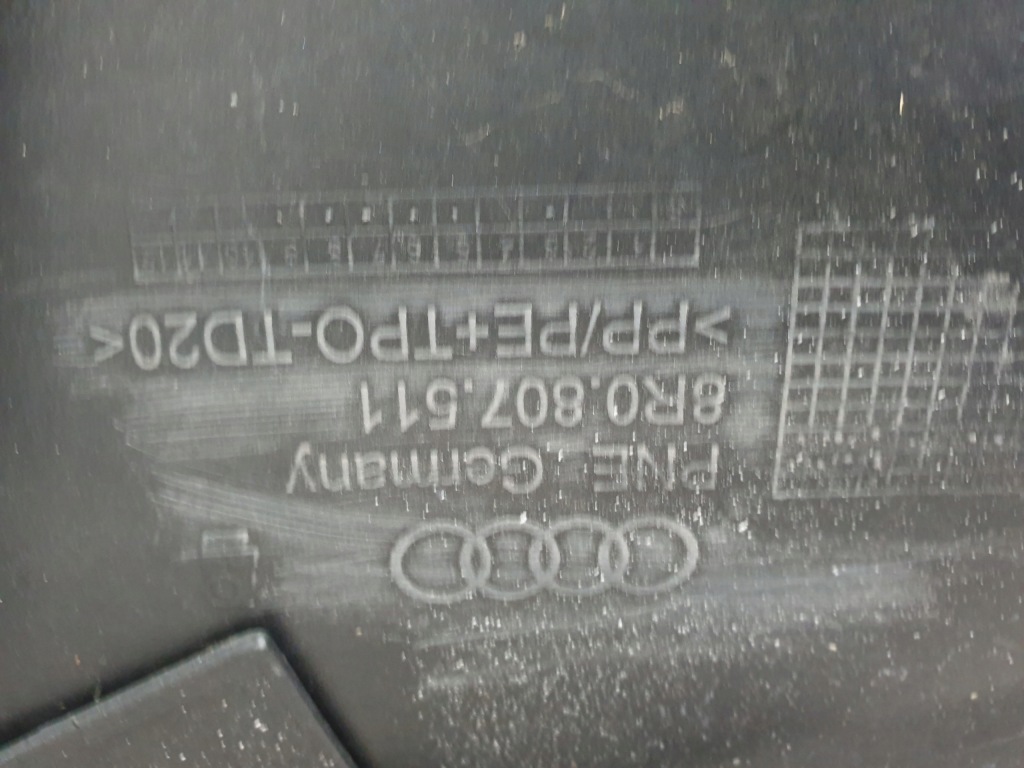 PNE - Germany
8R0.807.511
>PP/PE+TPO-TD20<